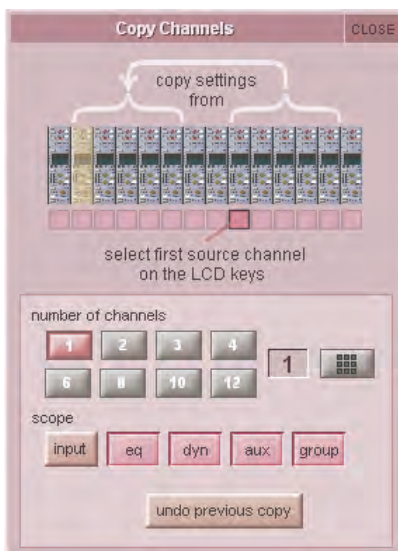 Copy Channels CLOSE
copy settings
from
select first source channel
on the LCD keys
number of channels
1 2 3 4
1
6 8 10 12
scope
input eq dyn aux group
undo previous copy